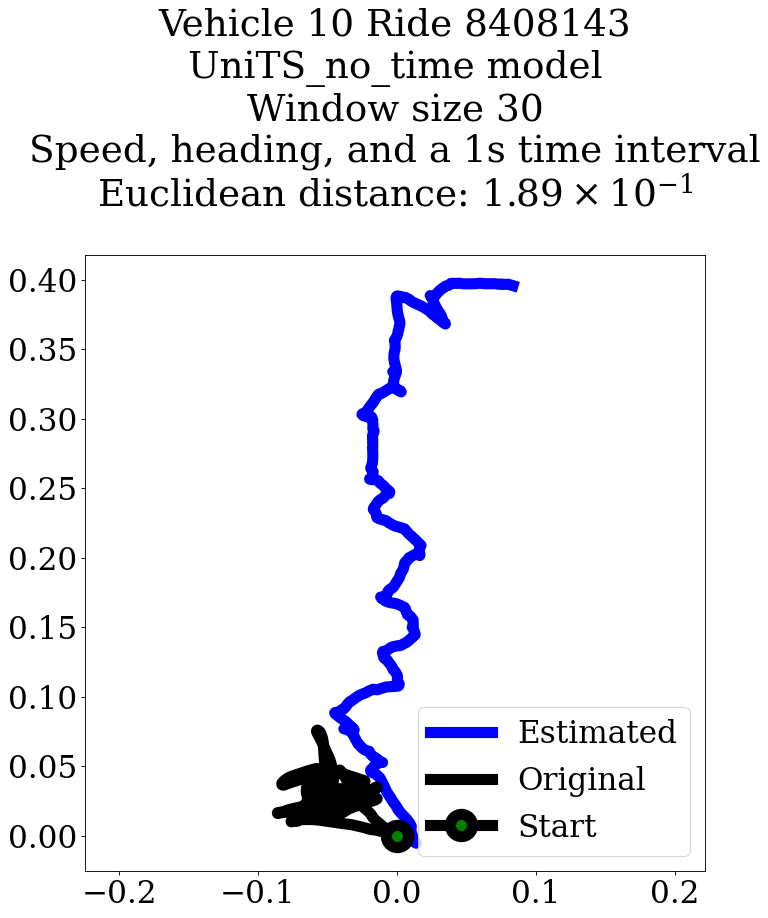 Vehicle 10 Ride 8408143
UniTS_no_time model
Window size 30
Speed, heading, and a 1s time interval
Euclidean distance: 1.89 × 10⁻¹
0.40
0.35
0.30
0.25
0.20
0.15
0.10
0.05
0.00
Estimated
Original
Start
−0.2 −0.1 0.0 0.1 0.2